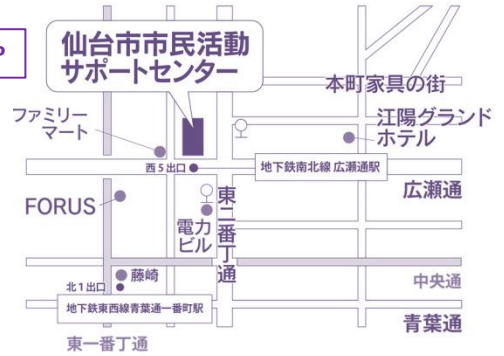 P
仙台市市民活動
サポートセンター
本町家具の街
ファミリー
マート
江陽グランド
ホテル
西5出口
地下鉄南北線 広瀬通駅
広瀬通
FORUS
電力
ビル
東二番丁通
藤崎
北1出口
中央通
地下鉄東西線青葉通一番町駅
青葉通
東一番丁通